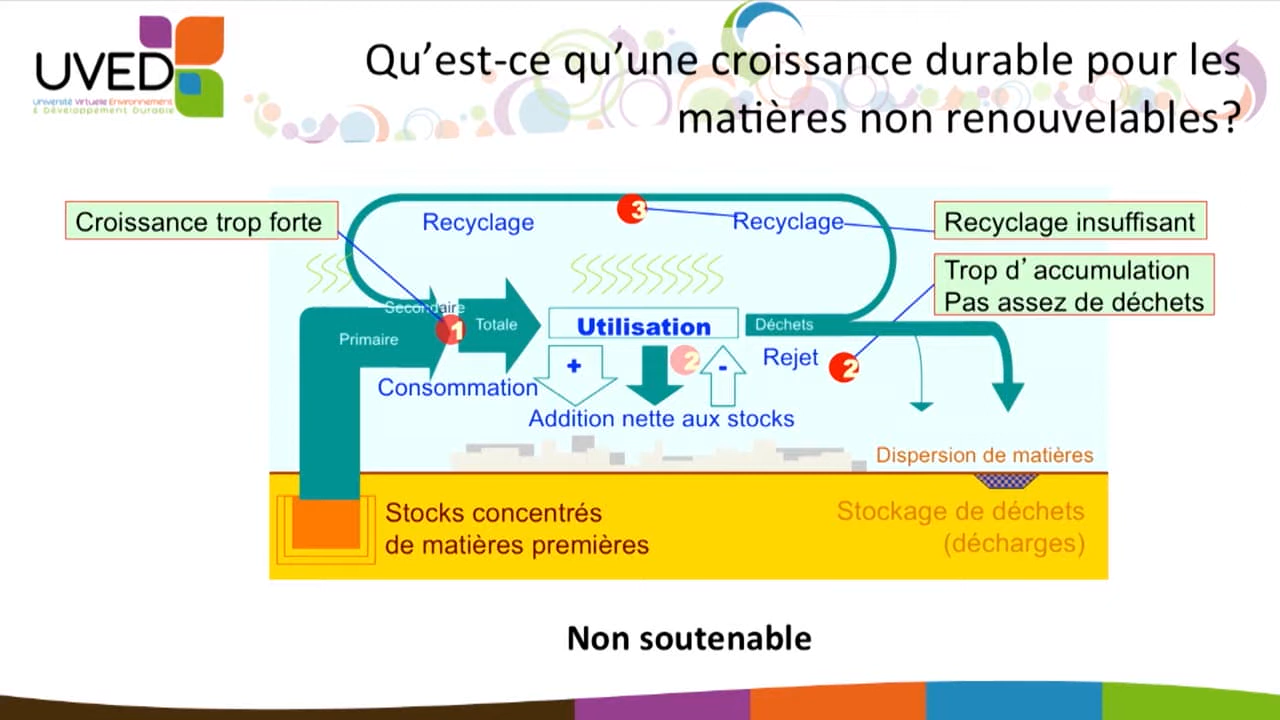 UVED
Université Virtuelle Environnement
& Développement Durable
Qu’est-ce qu’une croissance durable pour les
matières non renouvelables?
Croissance trop forte
Recyclage
3
Recyclage
Recyclage insuffisant
Trop d’accumulation
Pas assez de déchets
Secondaire
Primaire
1
Totale
Utilisation
Déchets
Consommation
+
2
-
Rejet
2
Addition nette aux stocks
Dispersion de matières
Stocks concentrés
de matières premières
Stockage de déchets
(décharges)
Non soutenable